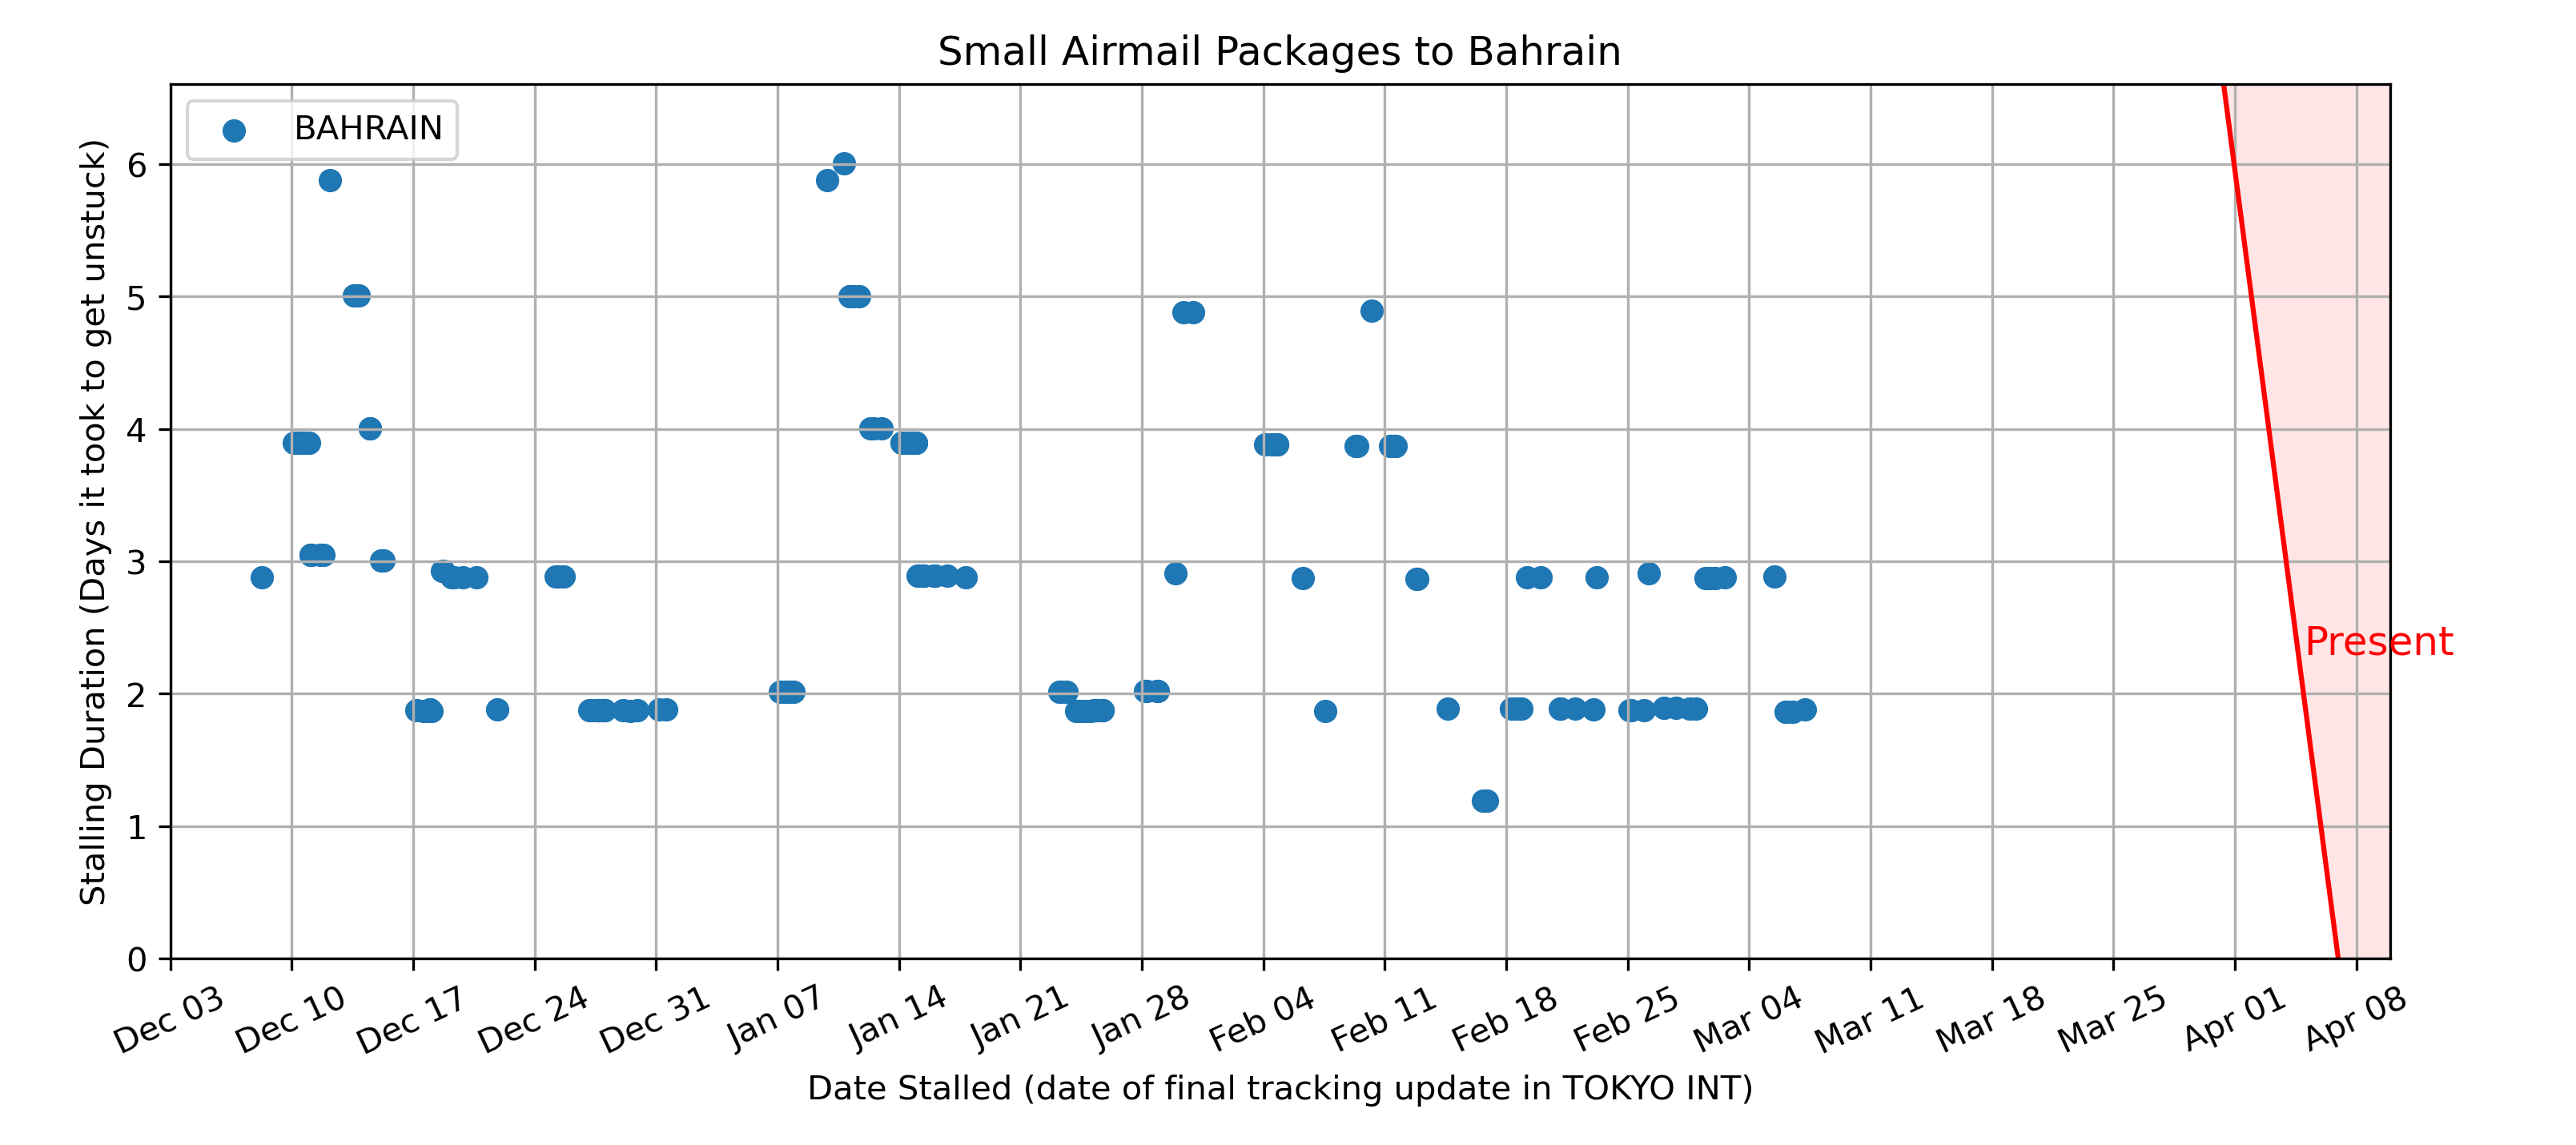 Small Airmail Packages to Bahrain
BAHRAIN
Stalling Duration (Days it took to get unstuck)
6
5
4
3
2
1
0
Present
Dec 03
Dec 10
Dec 17
Dec 24
Dec 31
Jan 07
Jan 14
Jan 21
Jan 28
Feb 04
Feb 11
Feb 18
Feb 25
Mar 04
Mar 11
Mar 18
Mar 25
Apr 01
Apr 08
Date Stalled (date of final tracking update in TOKYO INT)